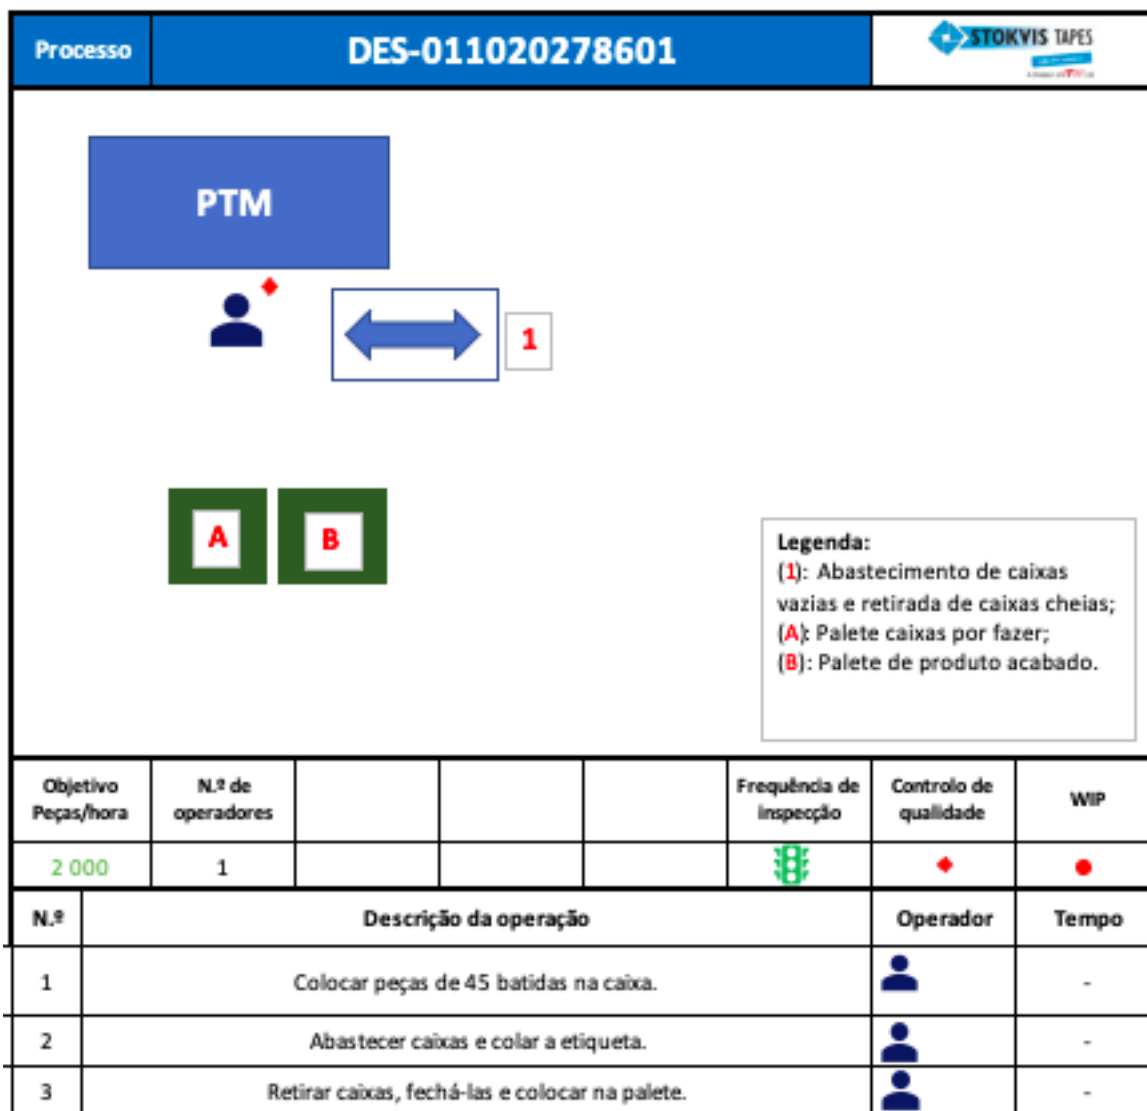 Processo
DES-011020278601
STOKVIS TAPES
PTM
1
A
B
Legenda:
(1): Abastecimento de caixas
vazias e retirada de caixas cheias;
(A): Palete caixas por fazer;
(B): Palete de produto acabado.
Objetivo
Peças/hora
N.º de
operadores
Frequência de
inspecção
Controlo de
qualidade
WIP
2 000
1
N.º
Descrição da operação
Operador
Tempo
1
Colocar peças de 45 batidas na caixa.
-
2
Abastecer caixas e colar a etiqueta.
-
3
Retirar caixas, fechá-las e colocar na palete.
-